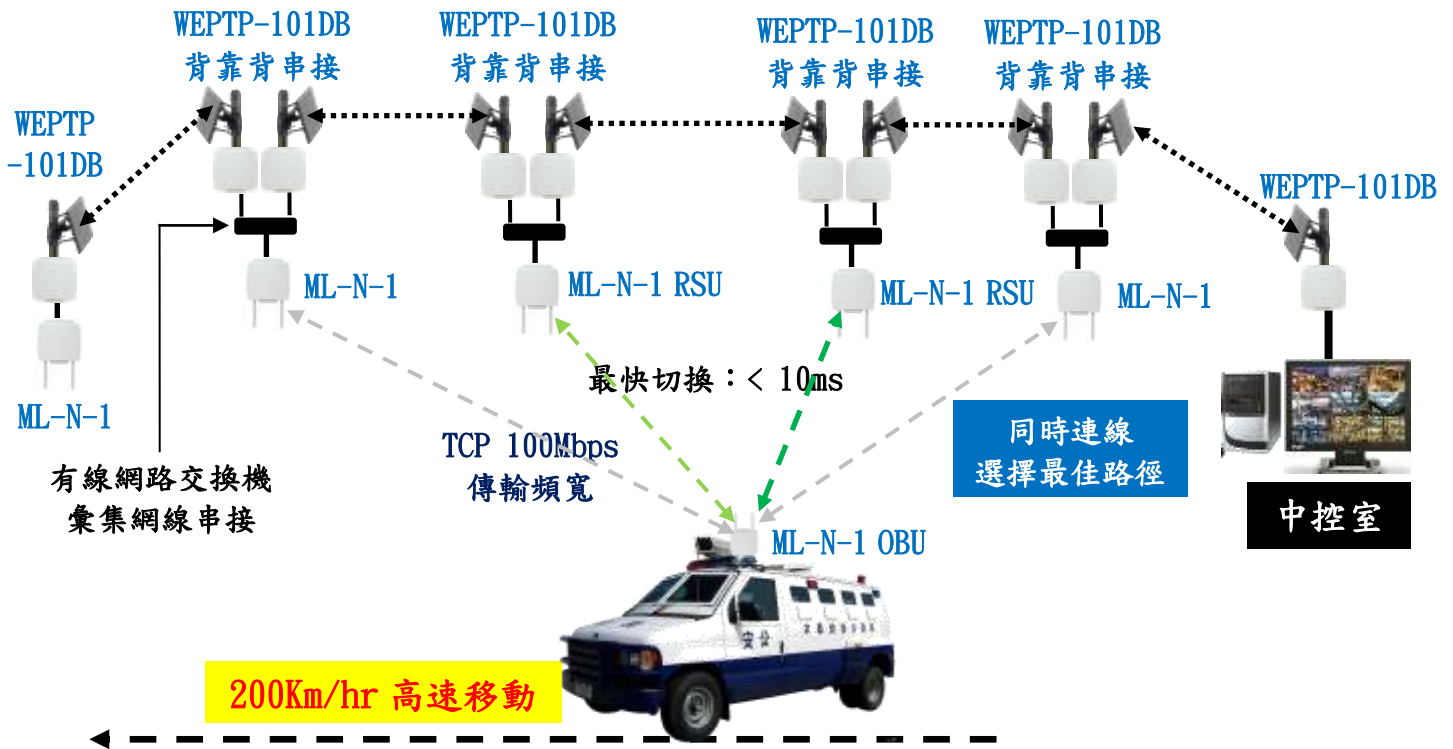 WEPTP-101DB
背靠背串接
WEPTP-101DB
背靠背串接
WEPTP-101DB
背靠背串接
WEPTP-101DB
背靠背串接
WEPTP
-101DB
WEPTP-101DB
ML-N-1
ML-N-1 RSU
ML-N-1 RSU
ML-N-1
ML-N-1
最快切換：< 10ms
TCP 100Mbps
傳輸頻寬
同時連線
選擇最佳路徑
有線網路交換機
彙集網線串接
中控室
ML-N-1 OBU
安公
200Km/hr 高速移動